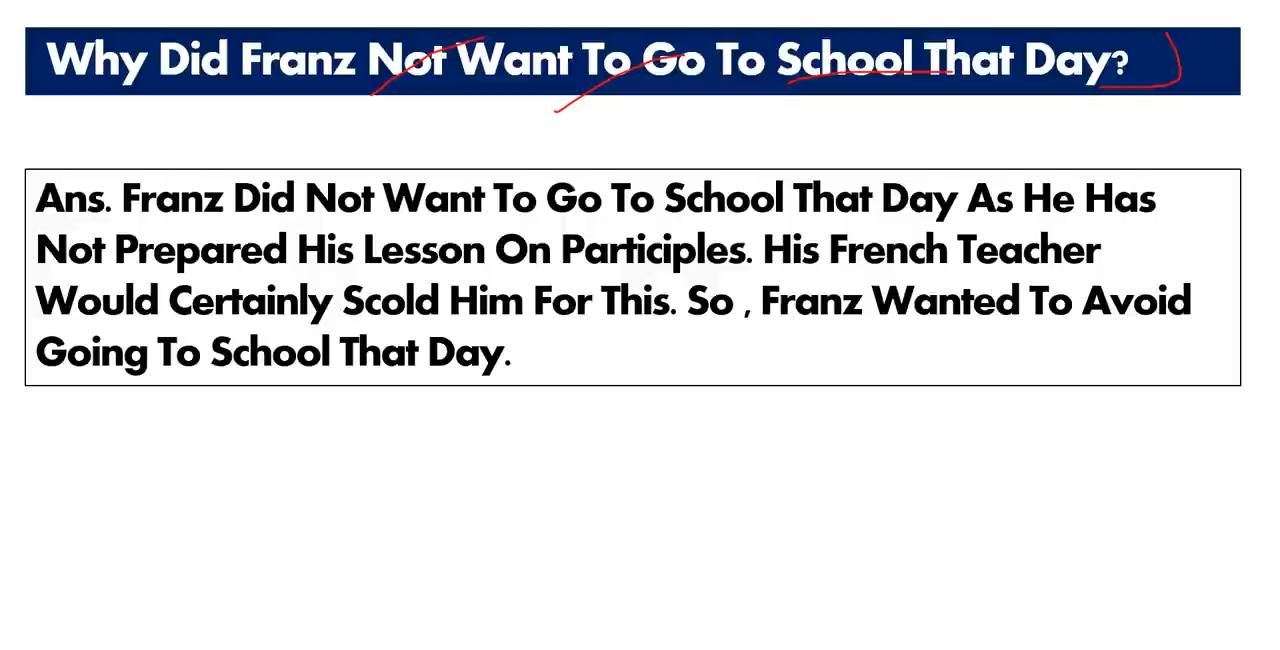 Why Did Franz Not Want To Go To School That Day?
Ans. Franz Did Not Want To Go To School That Day As He Has
Not Prepared His Lesson On Participles. His French Teacher
Would Certainly Scold Him For This. So , Franz Wanted To Avoid
Going To School That Day.